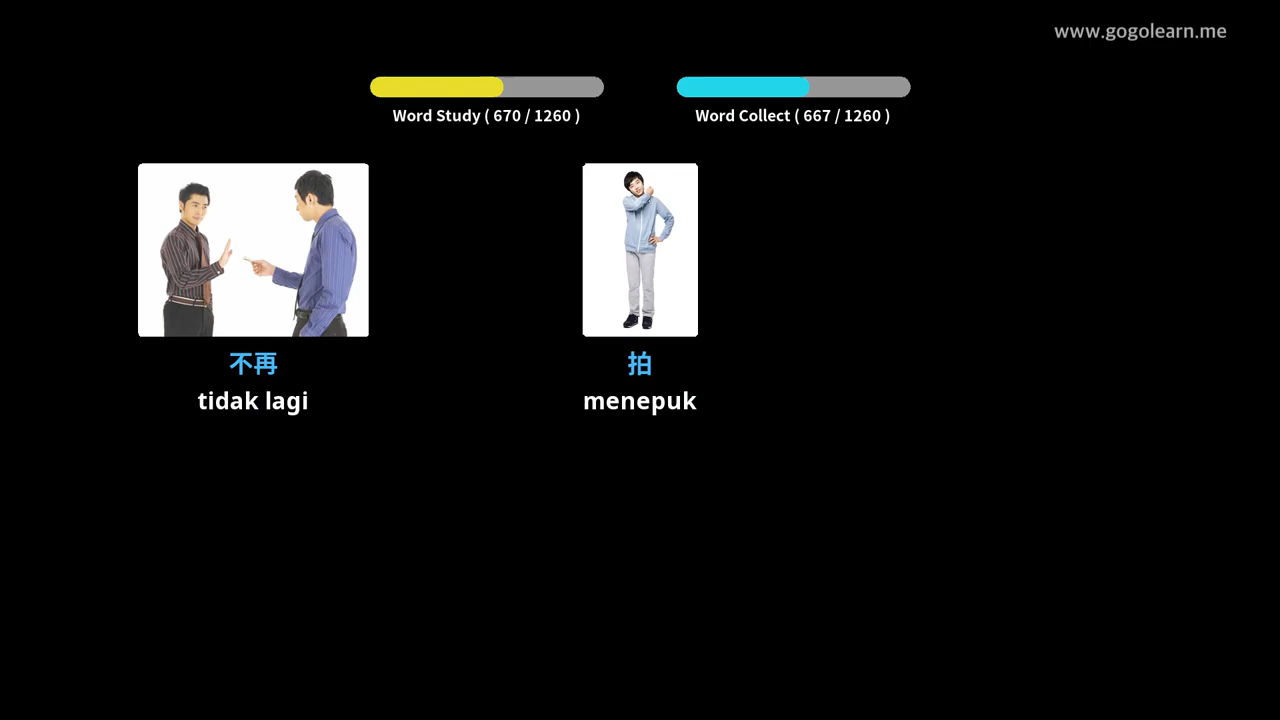 www.gogolearn.me
Word Study ( 670 / 1260 )
Word Collect ( 667 / 1260 )
不再
tidak lagi
拍
menepuk